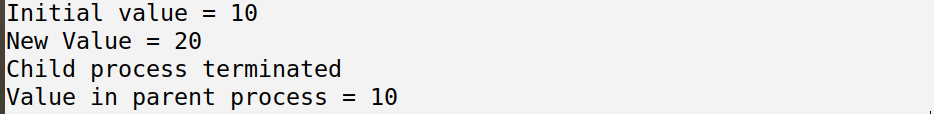 Initial value = 10
New Value = 20
Child process terminated
Value in parent process = 10